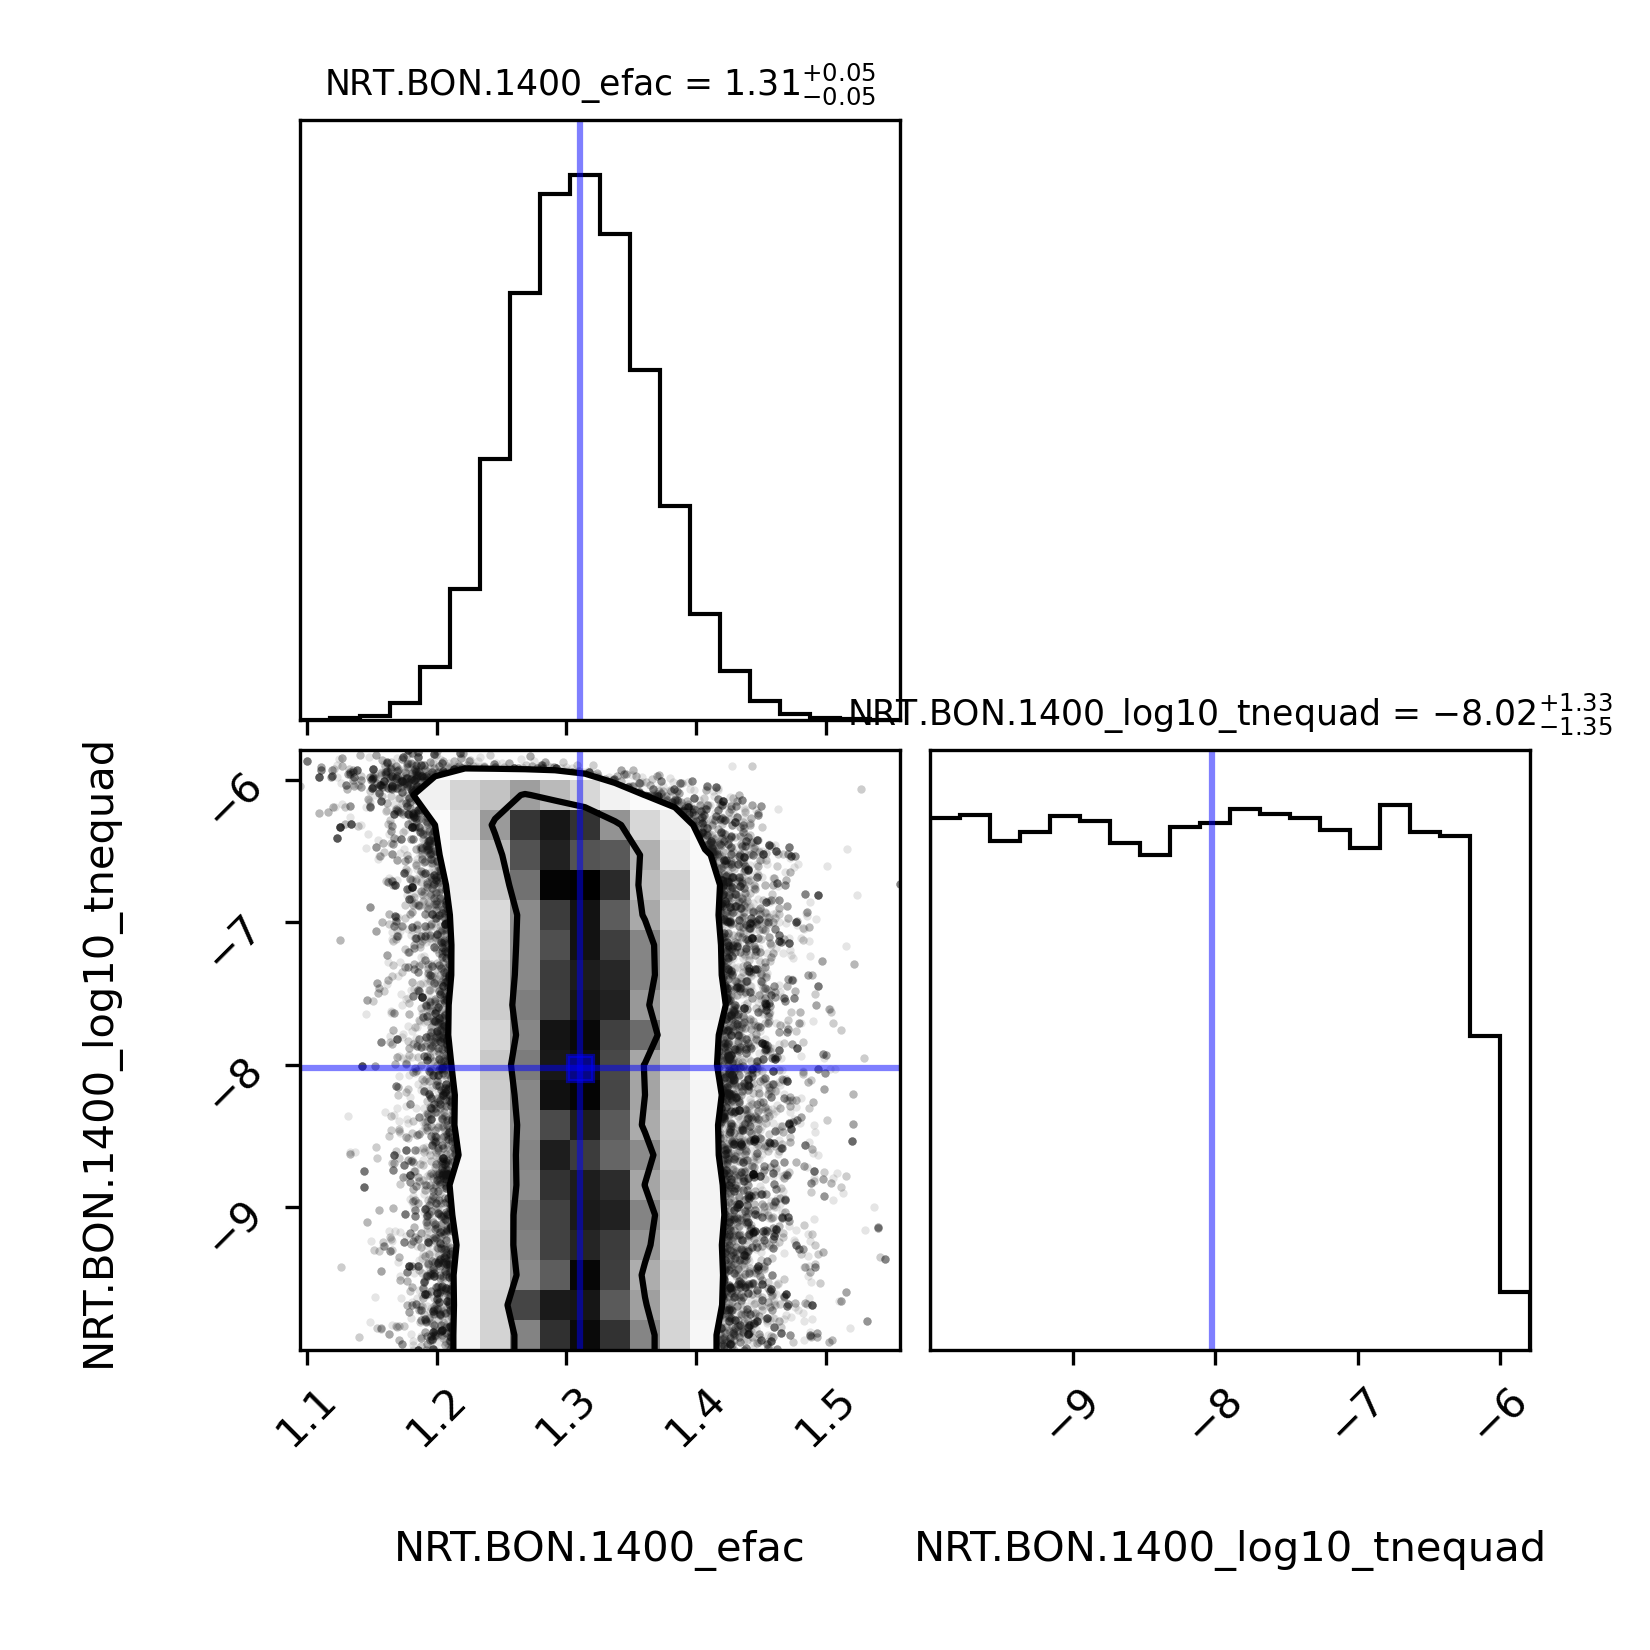 NRT.BON.1400_efac = 1.31+0.05 −0.05
NRT.BON.1400_log10_tnequad = −8.02+1.33 −1.35
NRT.BON.1400_log10_tnequad
−6
−7
−8
−9
1.1 1.2 1.3 1.4 1.5
−9 −8 −7 −6
NRT.BON.1400_efac
NRT.BON.1400_log10_tnequad